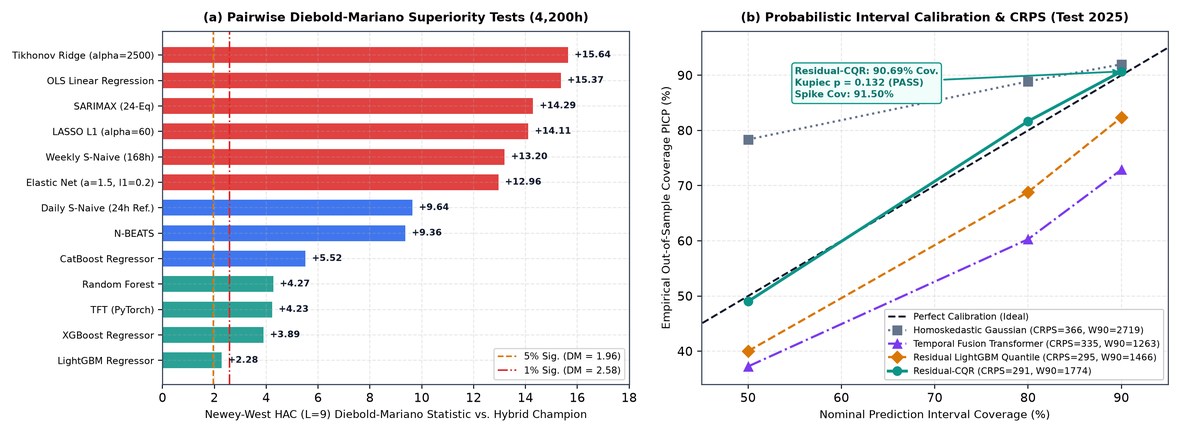 (a) Pairwise Diebold-Mariano Superiority Tests (4,200h)
Tikhonov Ridge (alpha=2500)
+15.64
OLS Linear Regression
+15.37
SARIMAX (24-Eq)
+14.29
LASSO L1 (alpha=60)
+14.11
Weekly S-Naive (168h)
+13.20
Elastic Net (a=1.5, l1=0.2)
+12.96
Daily S-Naive (24h Ref.)
+9.64
N-BEATS
+9.36
CatBoost Regressor
+5.52
Random Forest
+4.27
TFT (PyTorch)
+4.23
XGBoost Regressor
+3.89
LightGBM Regressor
+2.28
5% Sig. (DM = 1.96)
1% Sig. (DM = 2.58)
0 2 4 6 8 10 12 14 16 18
Newey-West HAC (L=9) Diebold-Mariano Statistic vs. Hybrid Champion
(b) Probabilistic Interval Calibration & CRPS (Test 2025)
Empirical Out-of-Sample Coverage PICP (%)
90
80
70
60
50
40
Residual-CQR: 90.69% Cov.
Kupiec p = 0.132 (PASS)
Spike Cov: 91.50%
Perfect Calibration (Ideal)
Homoskedastic Gaussian (CRPS=366, W90=2719)
Temporal Fusion Transformer (CRPS=335, W90=1263)
Residual LightGBM Quantile (CRPS=295, W90=1466)
Residual-CQR (CRPS=291, W90=1774)
50 60 70 80 90
Nominal Prediction Interval Coverage (%)